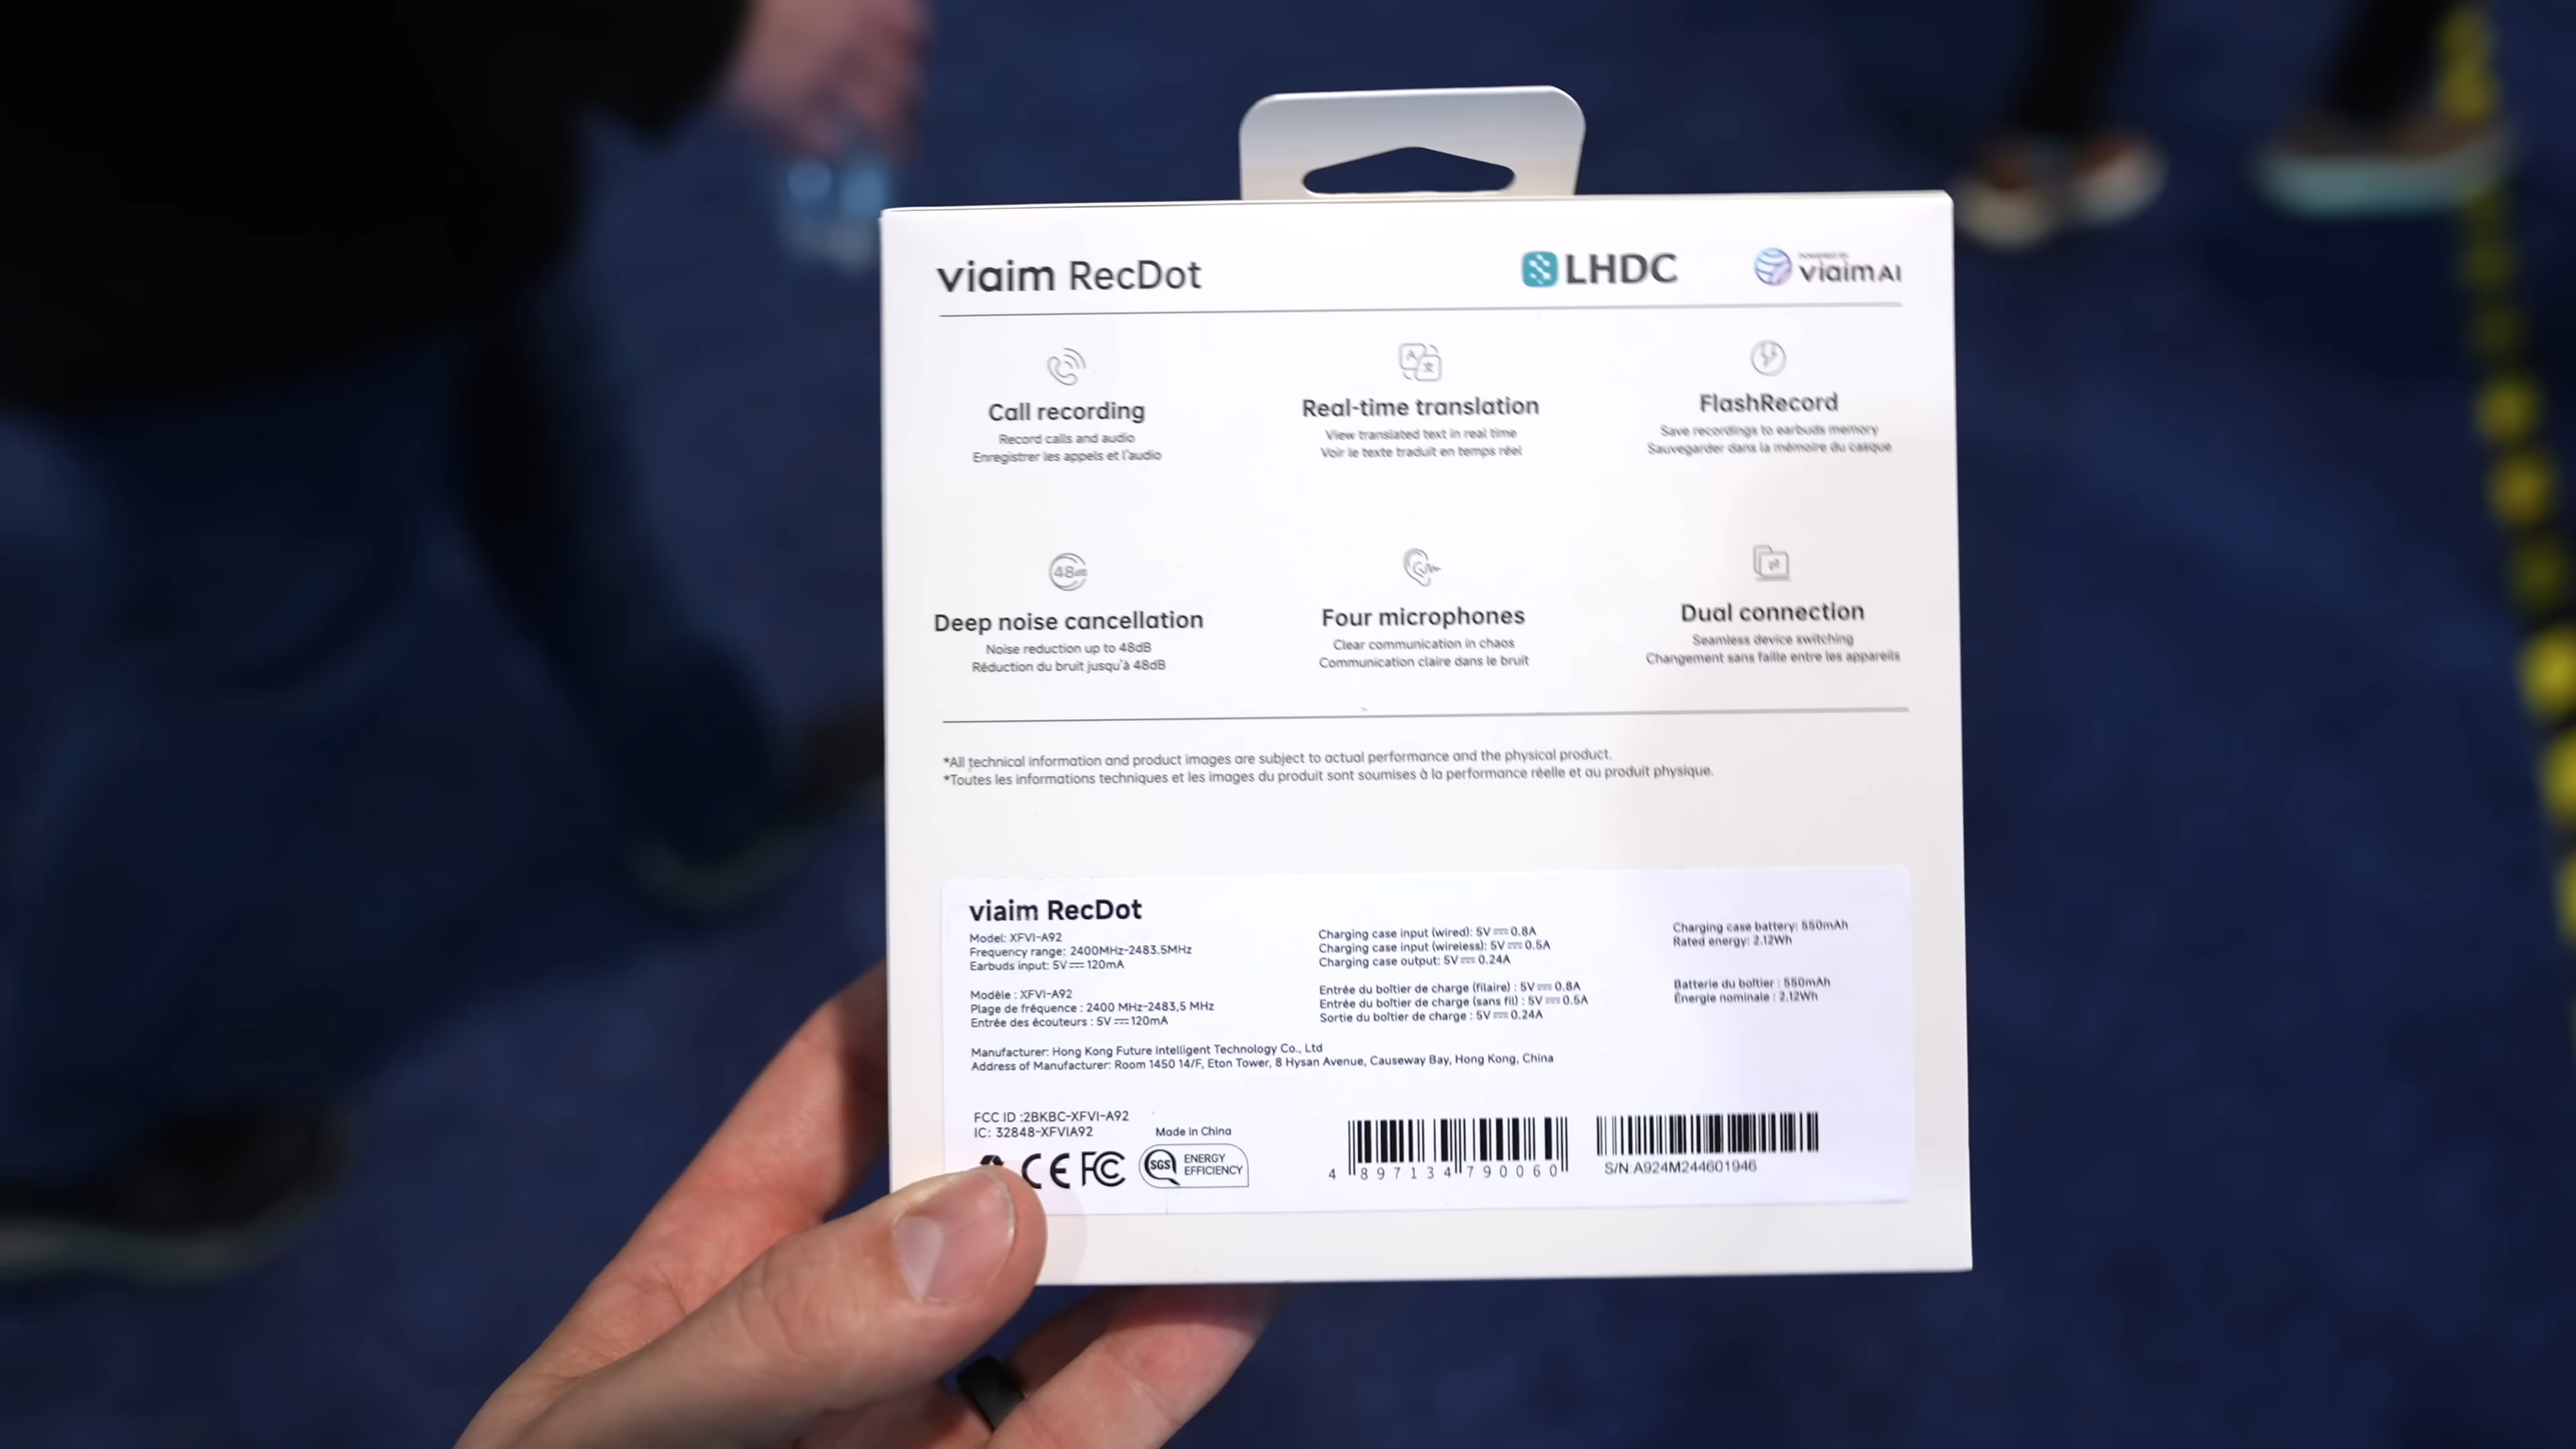 viaim RecDot
LHDC
POWERED BY
viaim AI
Call recording
Record calls and audio
Enregistrer les appels et l'audio
Real-time translation
View translated text in real time
Voir le texte traduit en temps réel
FlashRecord
Save recordings to earbuds memory
Sauvegarder dans la mémoire du casque
48dB
Deep noise cancellation
Noise reduction up to 48dB
Réduction du bruit jusqu'à 48dB
Four microphones
Clear communication in chaos
Communication claire dans le bruit
Dual connection
Seamless device switching
Changement sans faille entre les appareils
*All technical information and product images are subject to actual performance and the physical product.
*Toutes les informations techniques et les images du produit sont soumises à la performance réelle et au produit physique.
viaim RecDot
Model: XFVI-A92
Frequency range: 2400MHz-2483.5MHz
Earbuds input: 5V⎓120mA
Modèle : XFVI-A92
Plage de fréquence : 2400 MHz-2483,5 MHz
Entrée des écouteurs : 5V⎓120mA
Charging case input (wired): 5V⎓0.8A
Charging case input (wireless): 5V⎓0.5A
Charging case output: 5V⎓0.24A
Entrée du boîtier de charge (filaire) : 5V⎓0.8A
Entrée du boîtier de charge (sans fil) : 5V⎓0.5A
Sortie du boîtier de charge : 5V⎓0.24A
Charging case battery: 550mAh
Rated energy: 2.12Wh
Batterie du boîtier : 550mAh
Énergie nominale : 2.12Wh
Manufacturer: Hong Kong Future Intelligent Technology Co., Ltd
Address of Manufacturer: Room 1450 14/F, Eton Tower, 8 Hysan Avenue, Causeway Bay, Hong Kong, China
FCC ID :2BKBC-XFVI-A92
IC: 32848-XFVIA92
Made in China
CE FC
SGS ENERGY
EFFICIENCY
4 897134 790060
S/N:A924M244601946